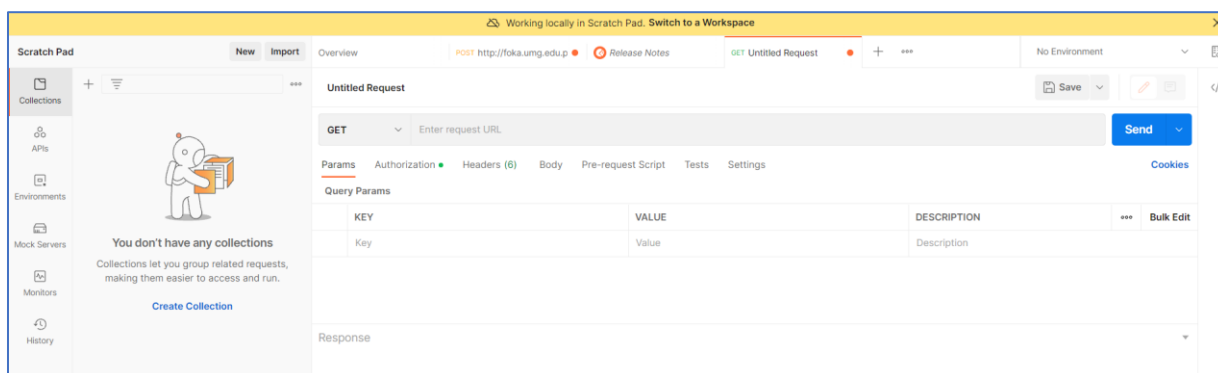 Working locally in Scratch Pad. Switch to a Workspace
Scratch Pad New Import
Overview POST http://foka.umg.edu.p Release Notes GET Untitled Request No Environment
Collections
APIs
Environments
Mock Servers
Monitors
History
You don't have any collections
Collections let you group related requests,
making them easier to access and run.
Create Collection
Untitled Request Save
GET Enter request URL Send
Params Authorization Headers (6) Body Pre-request Script Tests Settings Cookies
Query Params
KEY VALUE DESCRIPTION Bulk Edit
Key Value Description
Response